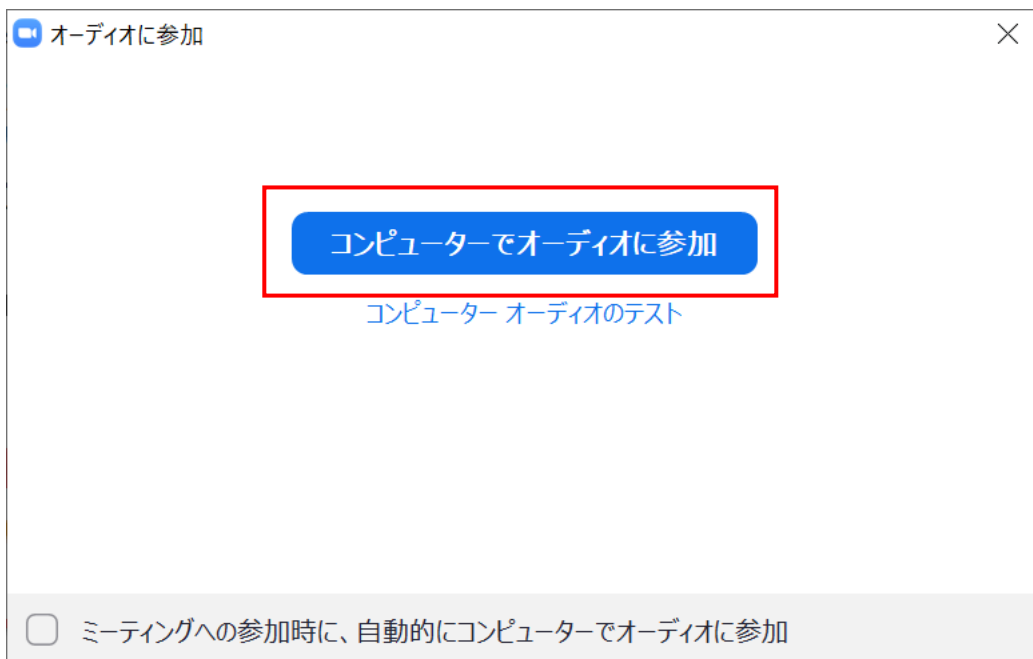 オーディオに参加
コンピューターでオーディオに参加
コンピューター オーディオのテスト
ミーティングへの参加時に、自動的にコンピューターでオーディオに参加